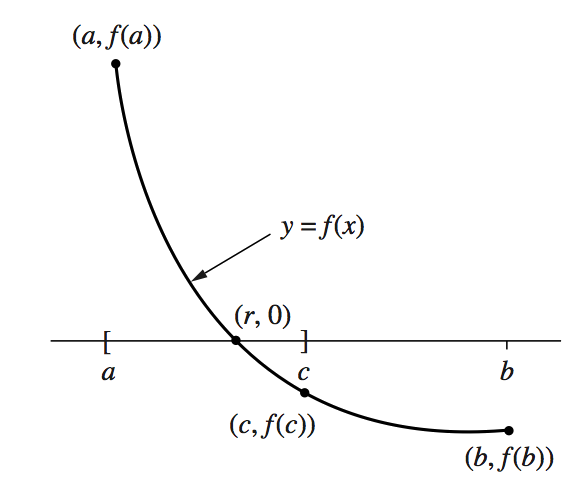 (a, f(a))
y = f(x)
(r, 0)
[ ]
a c b
(c, f(c))
(b, f(b))